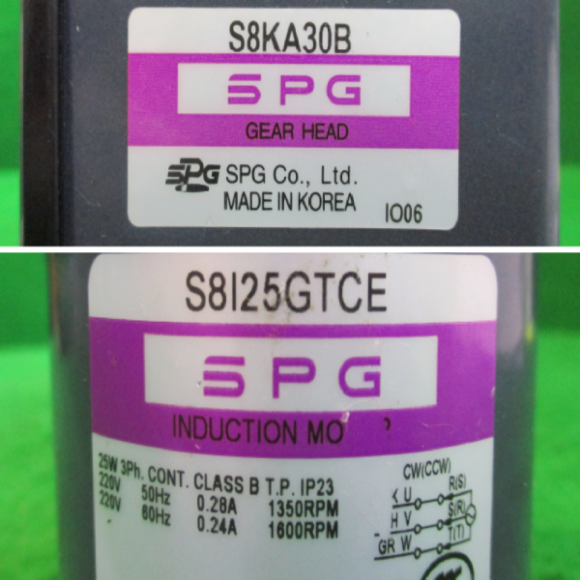 S8KA30B
SPG
GEAR HEAD
SPG SPG Co., Ltd.
MADE IN KOREA IO06
S8I25GTCE
SPG
INDUCTION MO
25W 3Ph. CONT. CLASS B T.P. IP23
220V 50Hz 0.28A 1350RPM
220V 60Hz 0.24A 1600RPM
CW(CCW)
U R(S)
H V S(R)
GR W T(T)